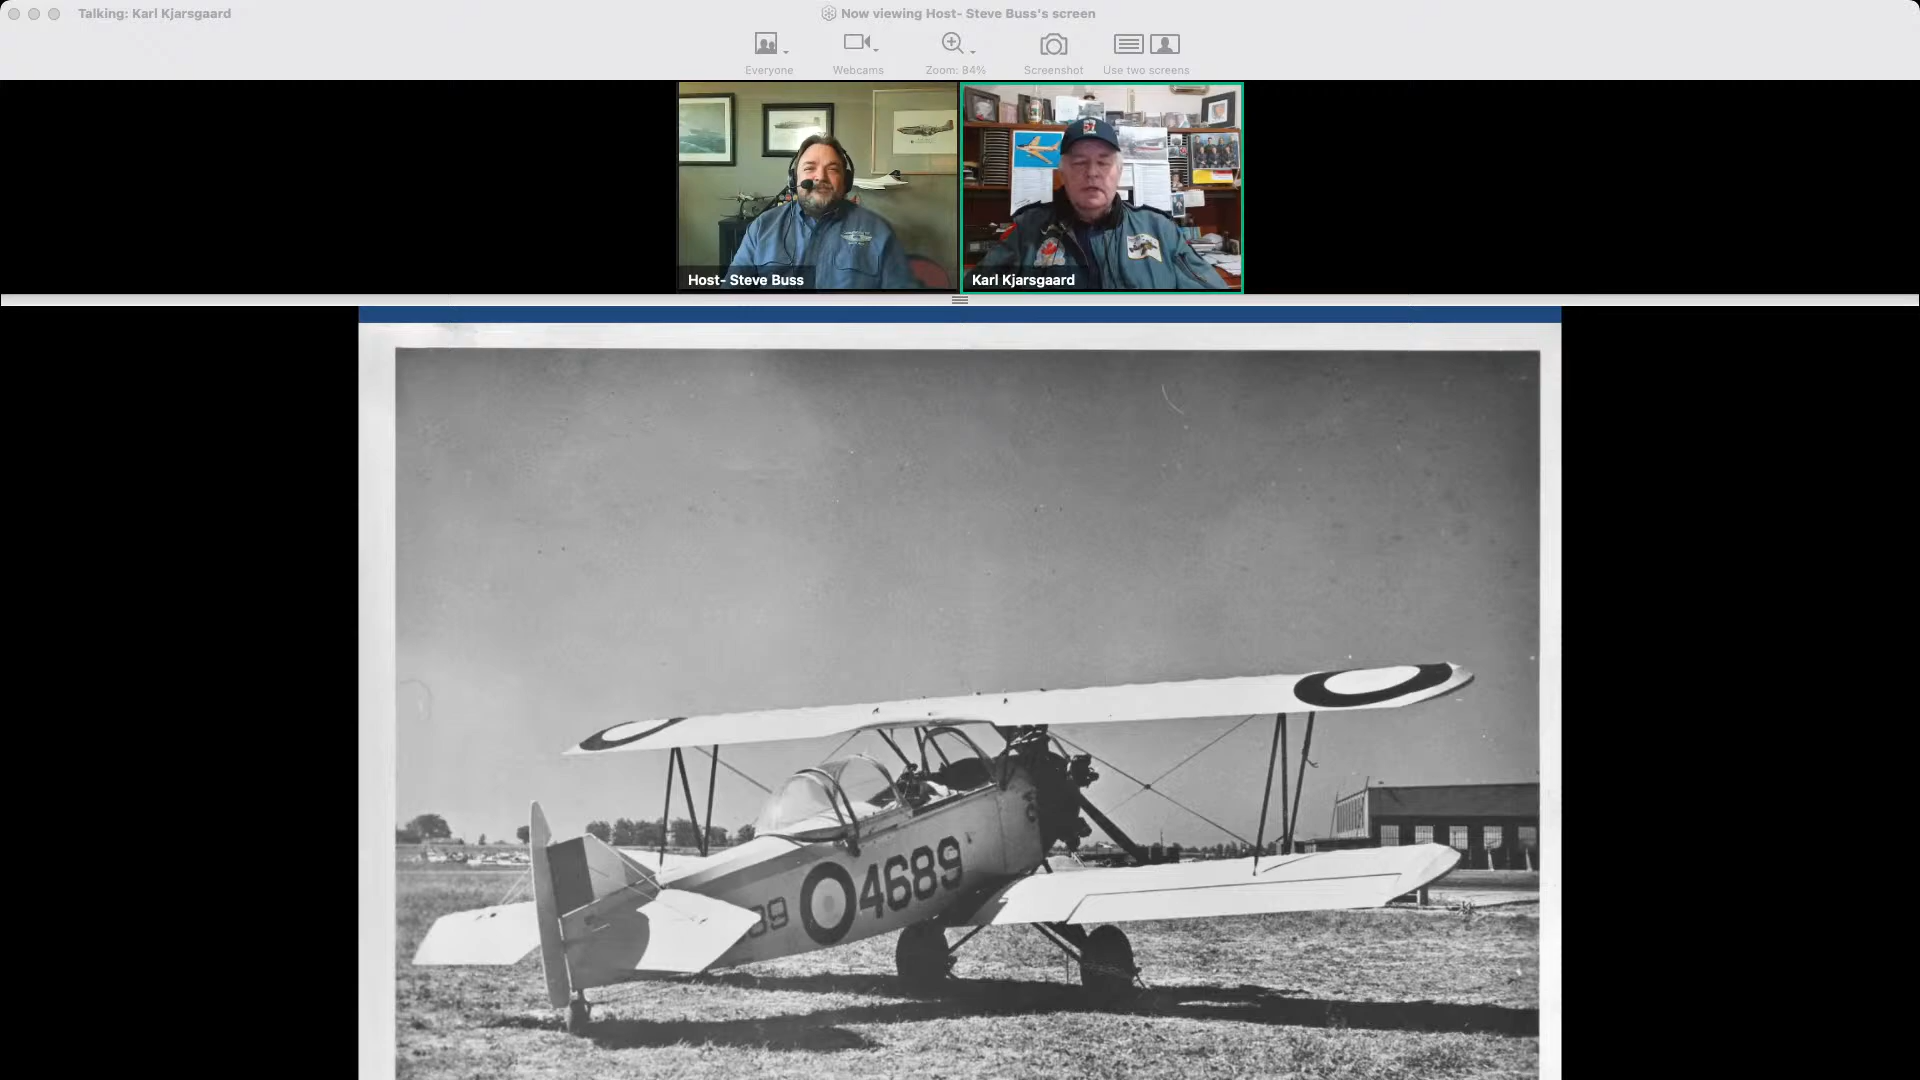 Talking: Karl Kjarsgaard
Now viewing Host- Steve Buss's screen
Everyone
Webcams
Zoom: 84%
Screenshot
Use two screens
Host- Steve Buss
Karl Kjarsgaard
4689
89